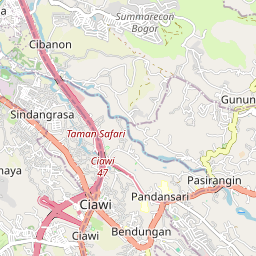 Summarecon
Bogor
Cibanon
Gunun
Sindangrasa
Taman Safari
Ciawi
47
naya
Pasirangin
Pandansari
Ciawi
Ciawi
Bendungan